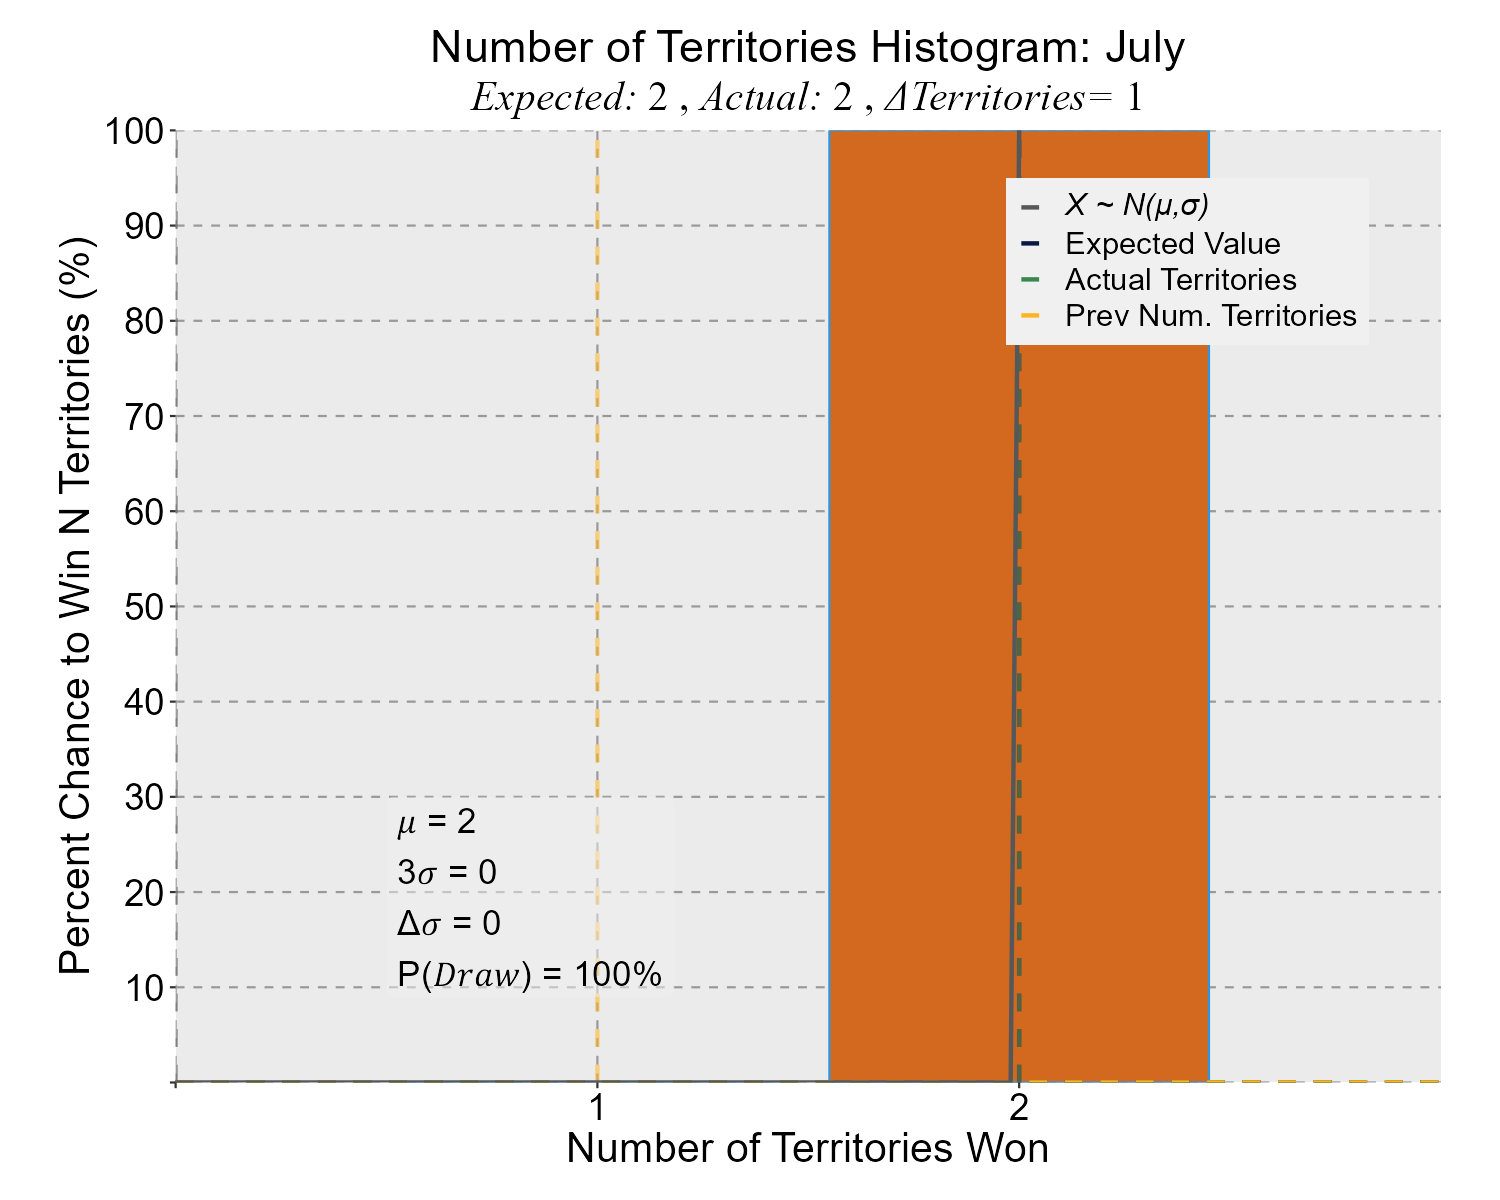 Number of Territories Histogram: July
Expected: 2 , Actual: 2 , ΔTerritories= 1
100
90
80
70
60
50
40
30
20
10
Percent Chance to Win N Territories (%)
X ~ N(μ,σ)
Expected Value
Actual Territories
Prev Num. Territories
μ = 2
3σ = 0
Δσ = 0
P(Draw) = 100%
1
2
Number of Territories Won